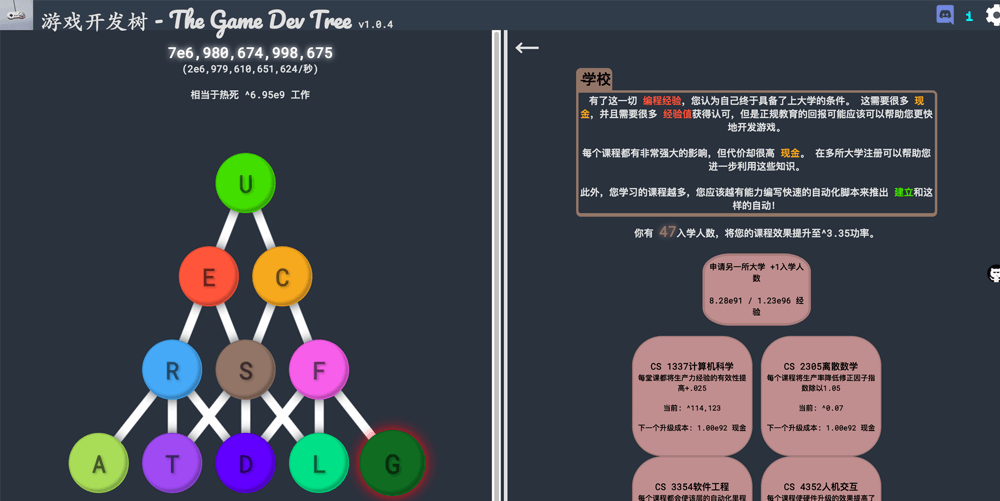 游戏开发树 - The Game Dev Tree v1.0.4
7e6,980,674,998,675
(2e6,979,610,651,624/秒)
相当于热死 ^6.95e9 工作
U
E
C
R
S
F
A
T
D
L
G
学校
有了这一切 编程经验，您认为自己终于具备了上大学的条件。 这需要很多 现
金，并且需要很多 经验值获得认可，但是正规教育的回报可能应该可以帮助您更快
地开发游戏。
每个课程都有非常强大的影响，但代价却很高 现金。 在多所大学注册可以帮助您
进一步利用这些知识。
此外，您学习的课程越多，您应该越有能力编写快速的自动化脚本来推出 建立和这
样的自动！
你有 47入学人数，将您的课程效果提升至^3.35功率。
申请另一所大学 +1入学人
数
8.28e91 / 1.23e96 经
验
CS 1337计算机科学
每堂课都将生产力经验的有效性提
高+.025
当前: ^114,123
下一个升级成本: 1.00e92 现金
CS 2305离散数学
每个课程将生产率降低修正因子指
数除以1.05
当前: ^0.07
下一个升级成本: 1.00e92 现金
CS 3354软件工程
每个课程都会使该层的自动化里程
CS 4352人机交互
每个课程使硬件升级的效果提高了